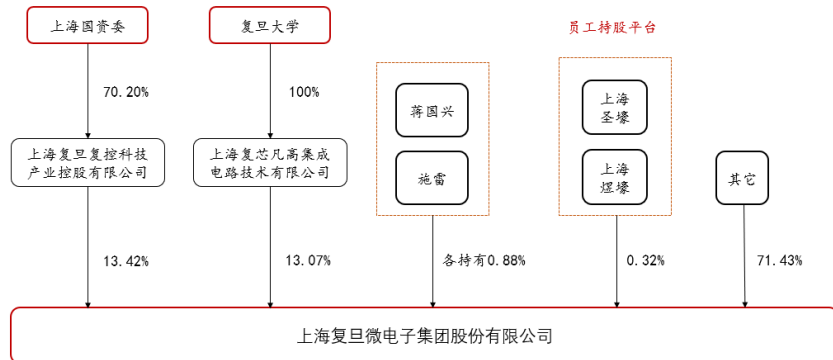 上海国资委
复旦大学
员工持股平台
70.20%
100%
蒋国兴
施雷
上海
圣壕
上海
煜壕
上海复旦复控科技
产业控股有限公司
上海复芯凡高集成
电路技术有限公司
其它
13.42%
13.07%
各持有0.88%
0.32%
71.43%
上海复旦微电子集团股份有限公司